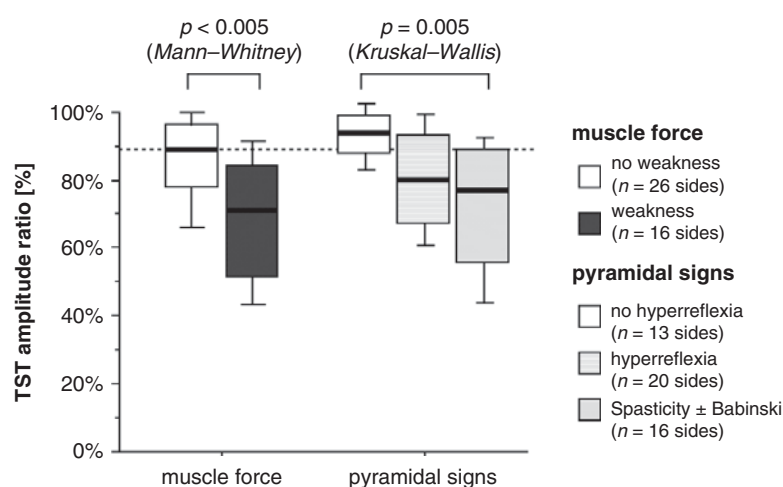 p < 0.005
(Mann–Whitney)
p = 0.005
(Kruskal–Wallis)
TST amplitude ratio [%]
100%
80%
60%
40%
20%
0%
muscle force
pyramidal signs
muscle force
no weakness
(n = 26 sides)
weakness
(n = 16 sides)
pyramidal signs
no hyperreflexia
(n = 13 sides)
hyperreflexia
(n = 20 sides)
Spasticity ± Babinski
(n = 16 sides)